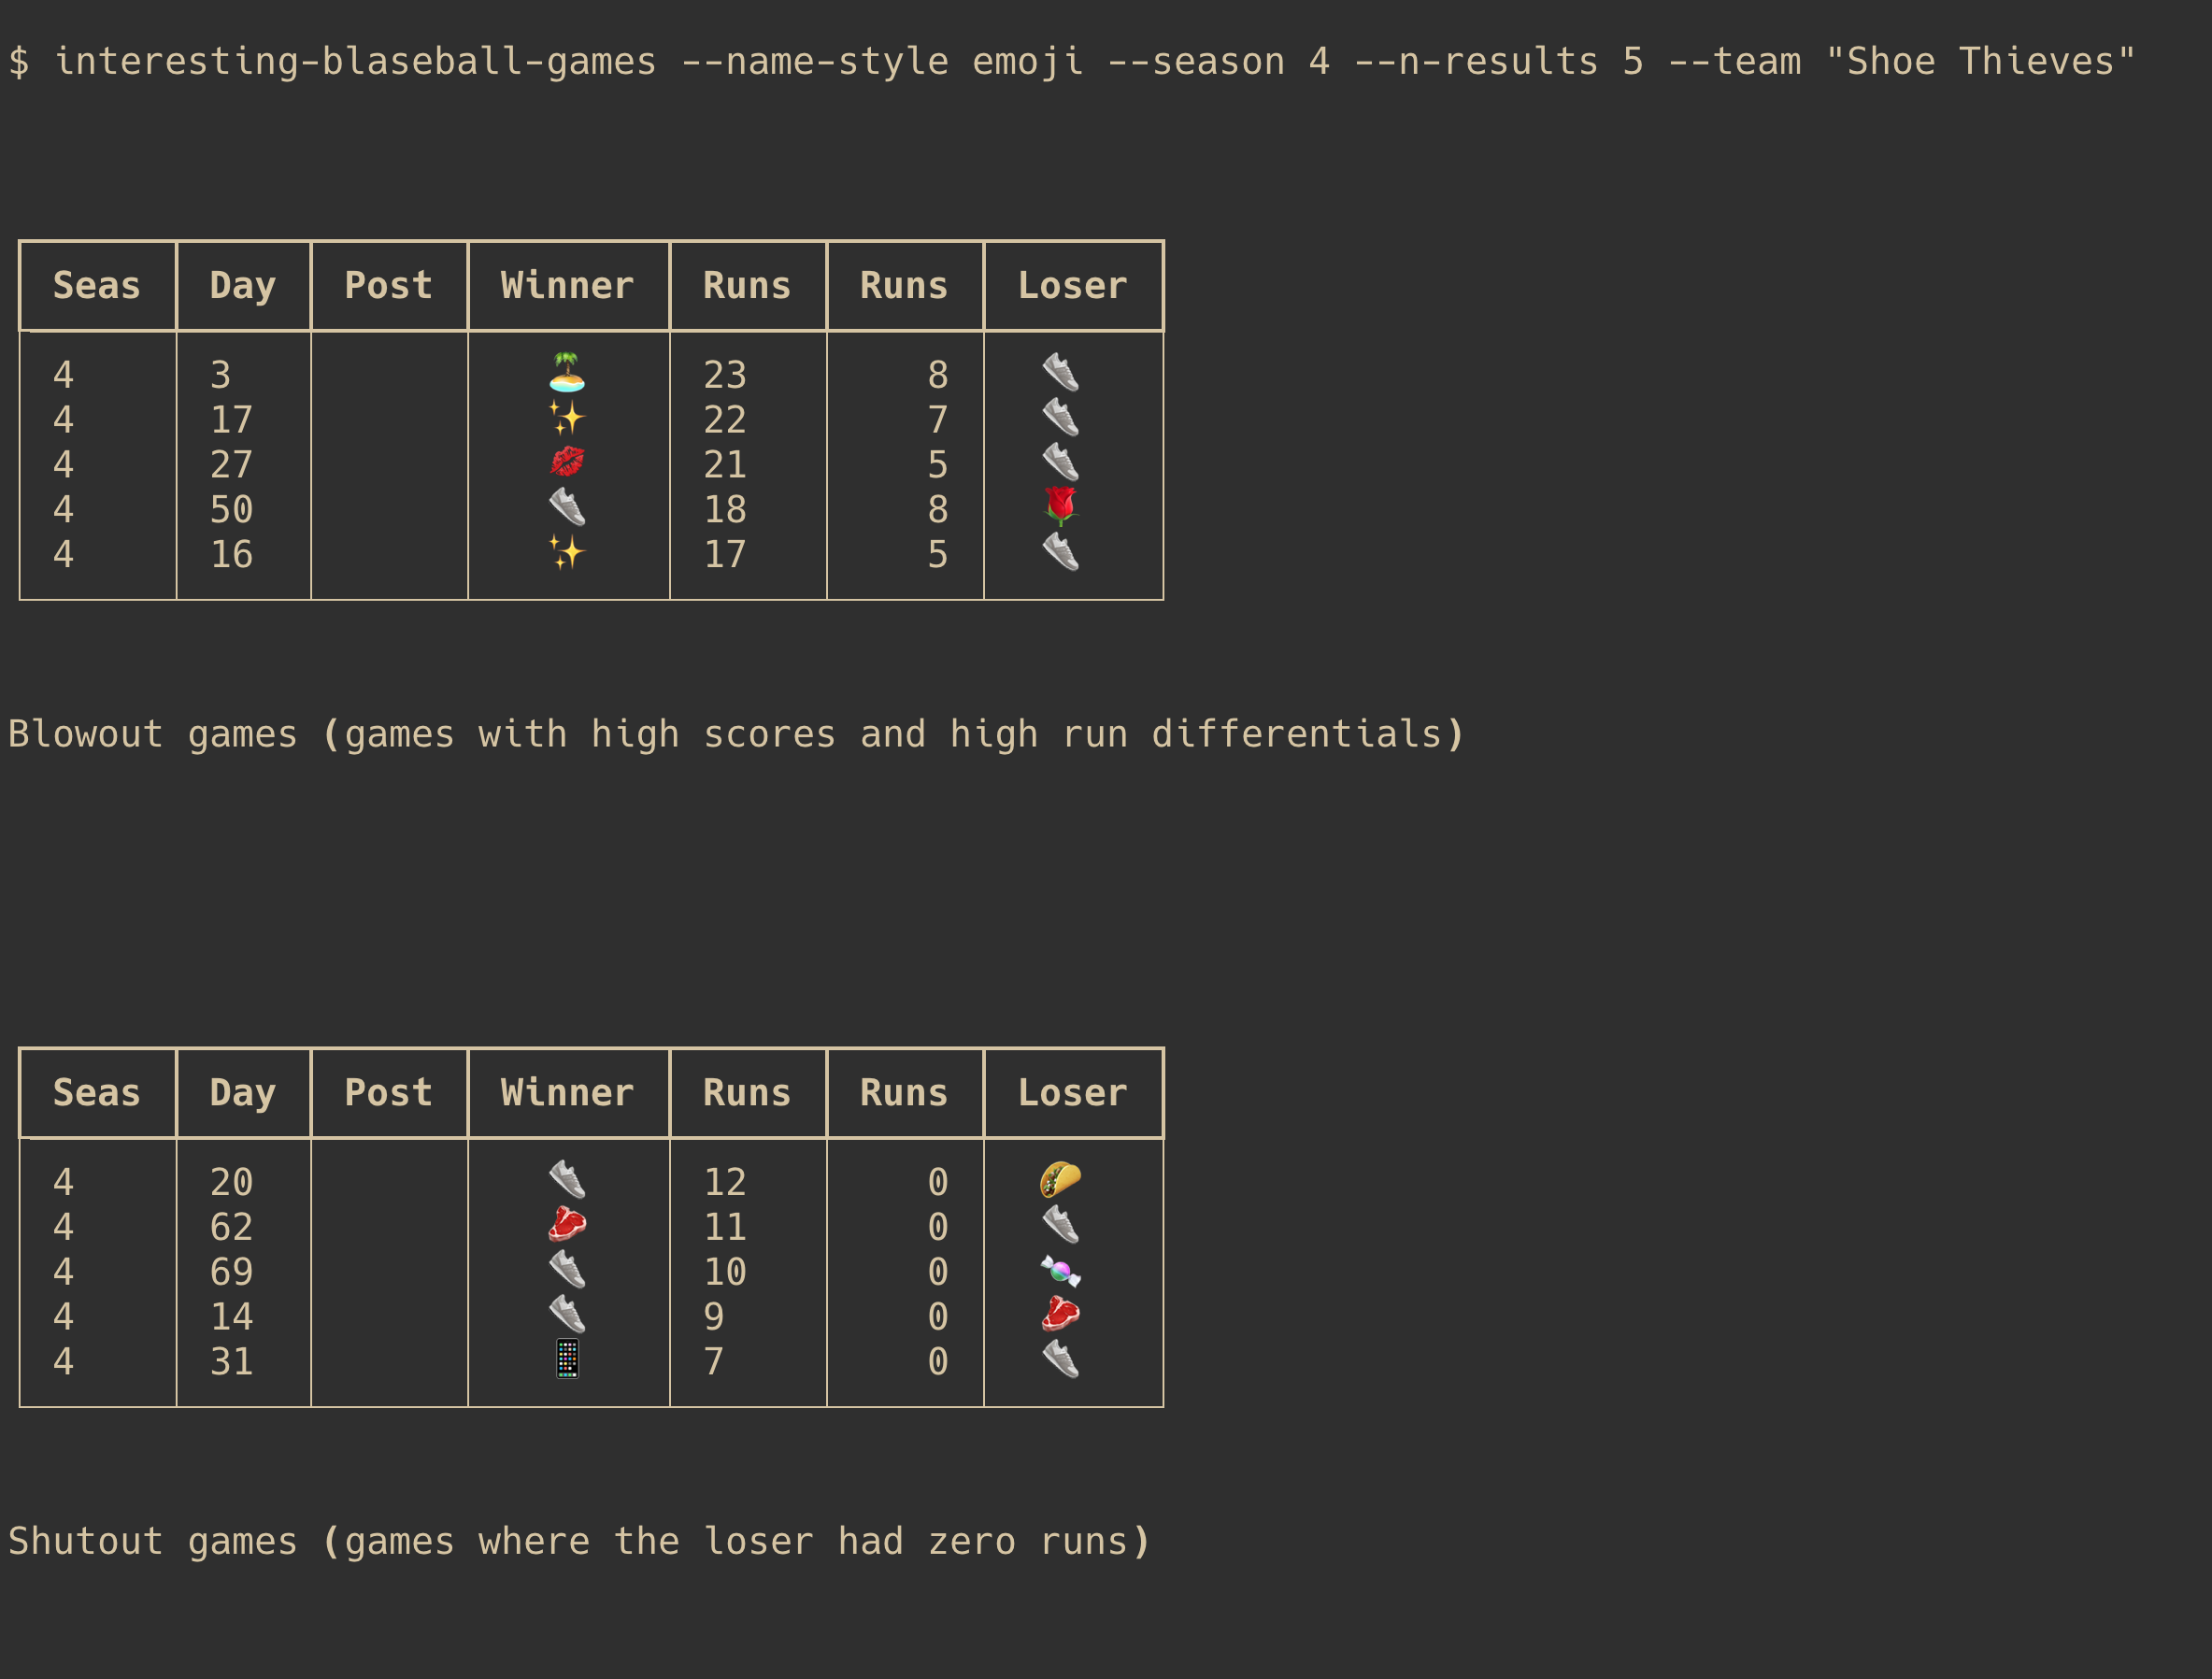 $ interesting-blaseball-games --name-style emoji --season 4 --n-results 5 --team "Shoe Thieves"
Seas Day Post Winner Runs Runs Loser
4 3 🏝️ 23 8 👟
4 17 ✨ 22 7 👟
4 27 💋 21 5 👟
4 50 👟 18 8 🌹
4 16 ✨ 17 5 👟
Blowout games (games with high scores and high run differentials)
Seas Day Post Winner Runs Runs Loser
4 20 👟 12 0 🌮
4 62 🥩 11 0 👟
4 69 👟 10 0 🍬
4 14 👟 9 0 🥩
4 31 📱 7 0 👟
Shutout games (games where the loser had zero runs)